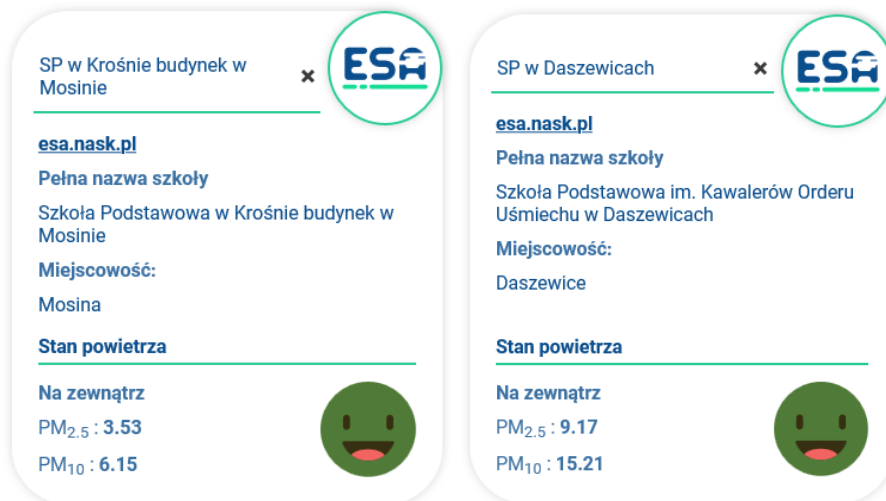 SP w Krośnie budynek w
Mosinie
×
ESA
esa.nask.pl
Pełna nazwa szkoły
Szkoła Podstawowa w Krośnie budynek w
Mosinie
Miejscowość:
Mosina
Stan powietrza
Na zewnątrz
PM2.5 : 3.53
PM10 : 6.15
SP w Daszewicach
×
ESA
esa.nask.pl
Pełna nazwa szkoły
Szkoła Podstawowa im. Kawalerów Orderu
Uśmiechu w Daszewicach
Miejscowość:
Daszewice
Stan powietrza
Na zewnątrz
PM2.5 : 9.17
PM10 : 15.21